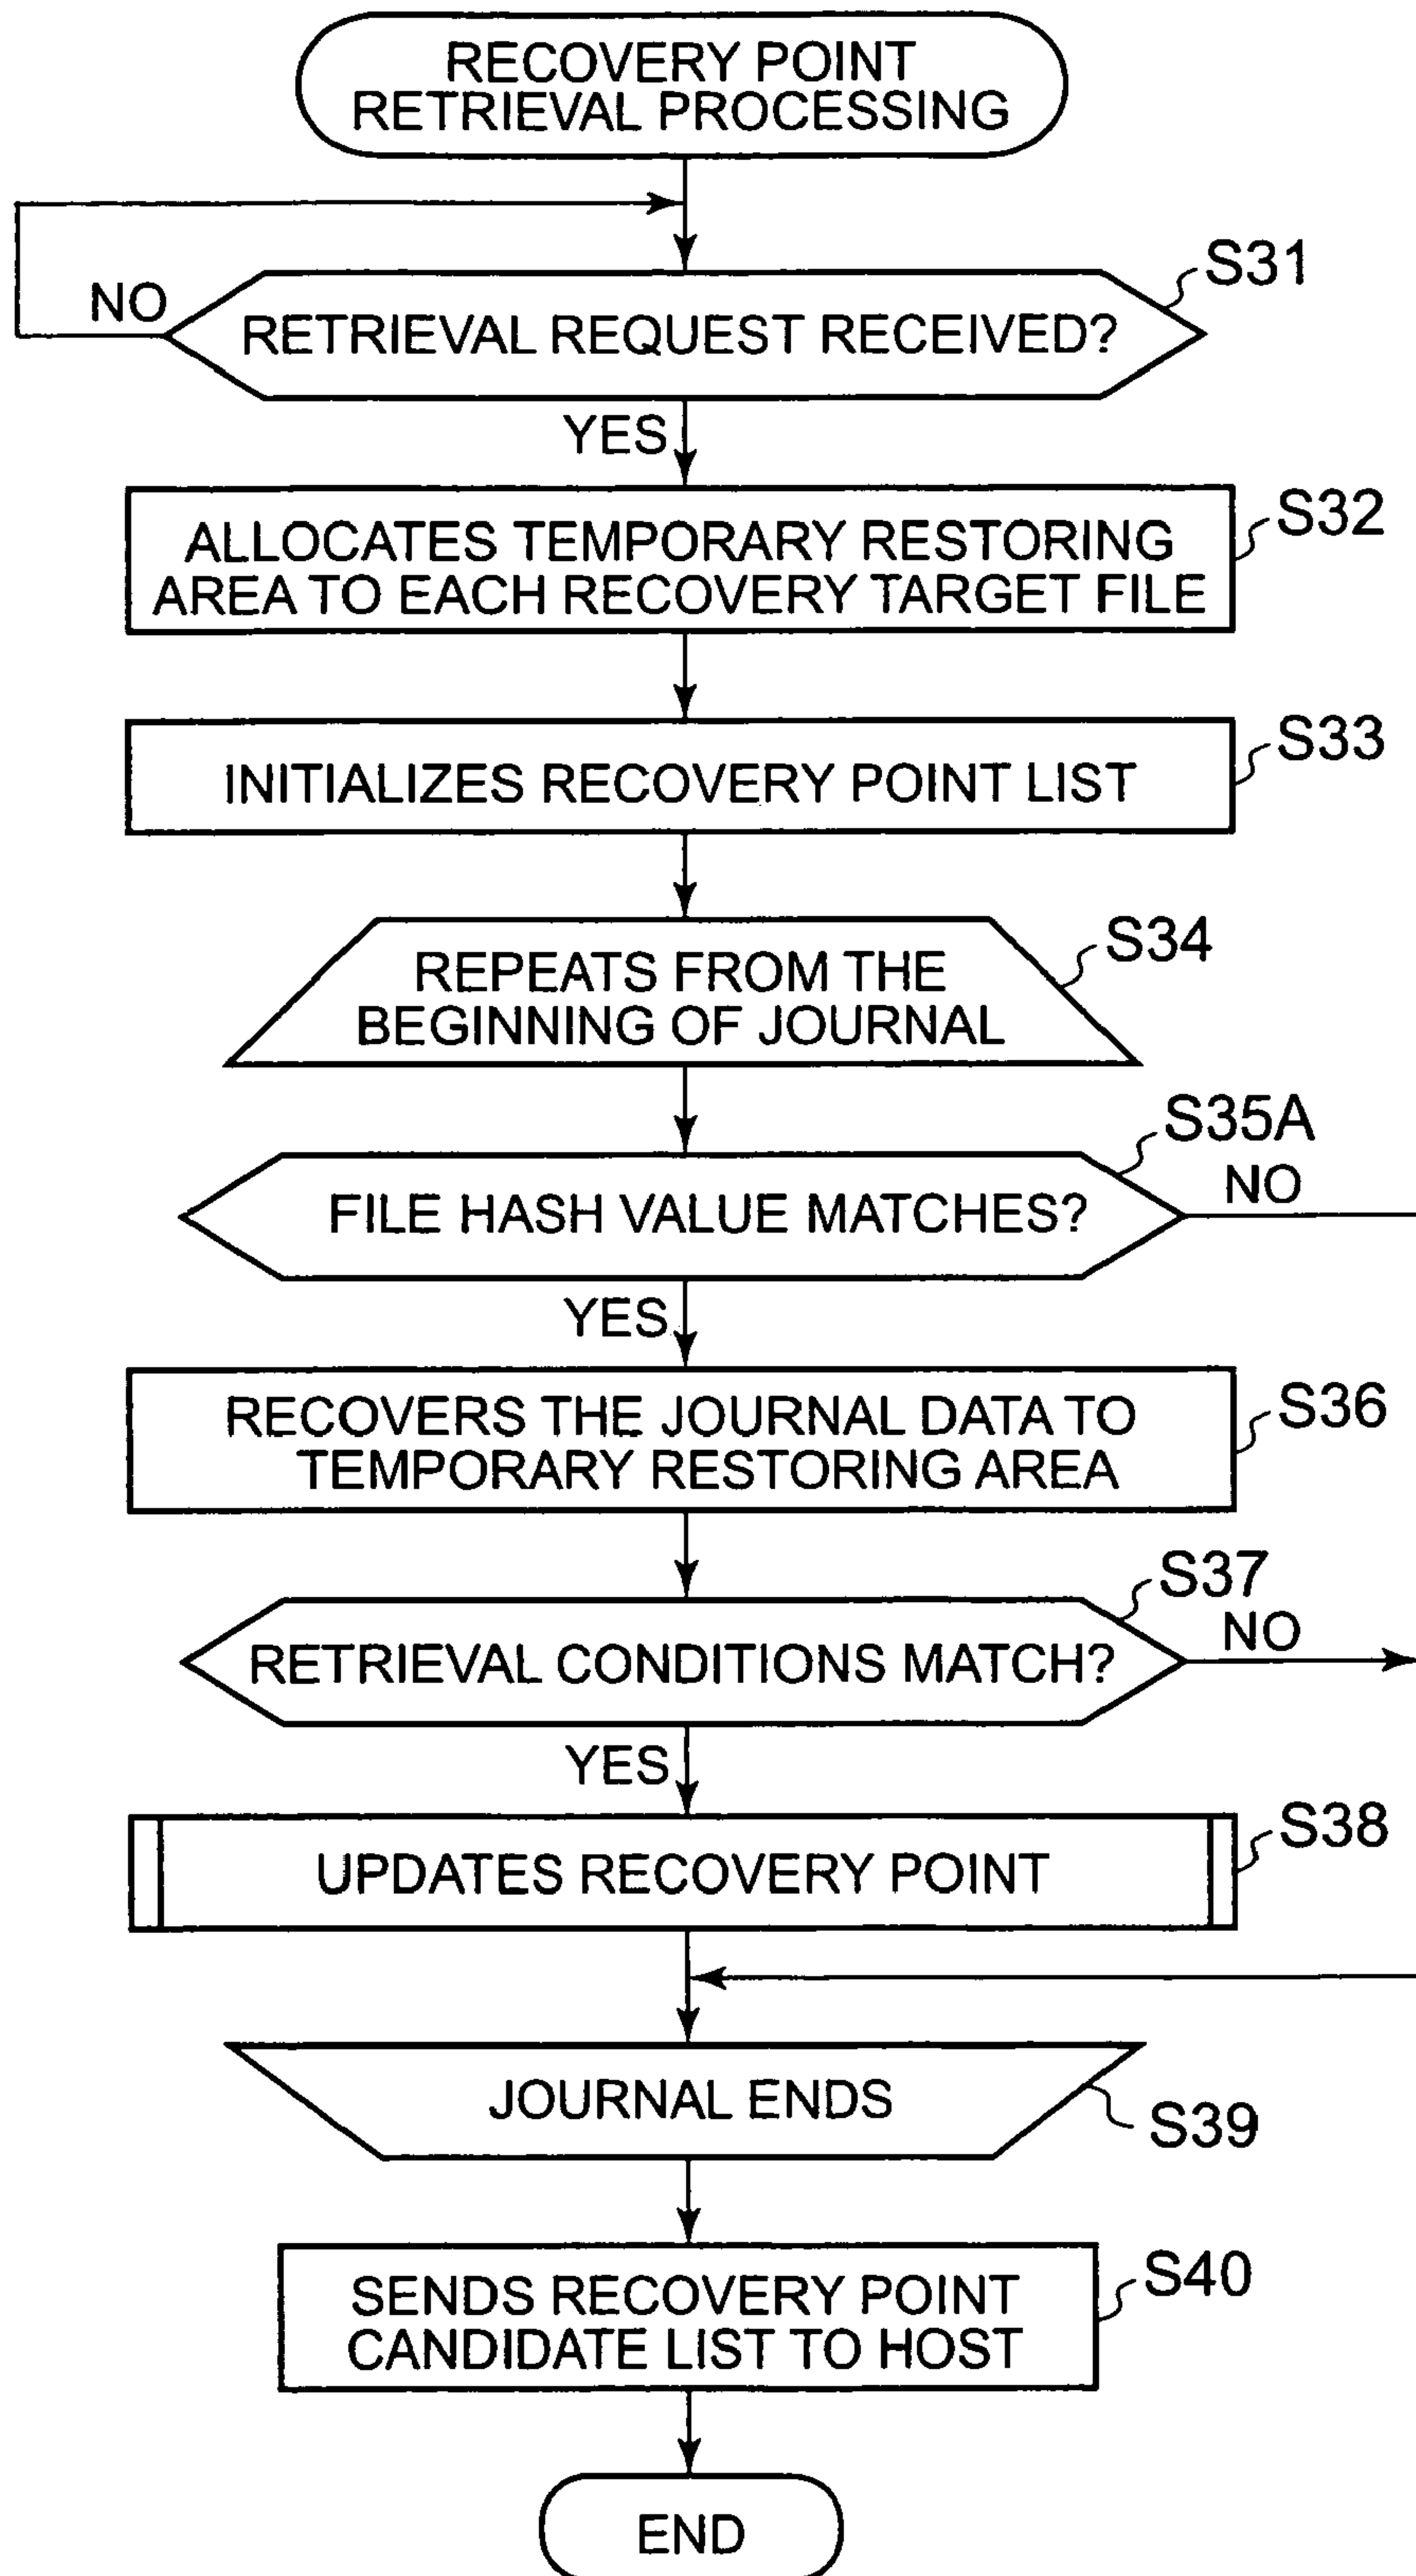 RECOVERY POINT
RETRIEVAL PROCESSING
S31
NO
RETRIEVAL REQUEST RECEIVED?
YES
S32
ALLOCATES TEMPORARY RESTORING
AREA TO EACH RECOVERY TARGET FILE
S33
INITIALIZES RECOVERY POINT LIST
S34
REPEATS FROM THE
BEGINNING OF JOURNAL
S35A
NO
FILE HASH VALUE MATCHES?
YES
S36
RECOVERS THE JOURNAL DATA TO
TEMPORARY RESTORING AREA
S37
NO
RETRIEVAL CONDITIONS MATCH?
YES
S38
UPDATES RECOVERY POINT
JOURNAL ENDS
S39
S40
SENDS RECOVERY POINT
CANDIDATE LIST TO HOST
END